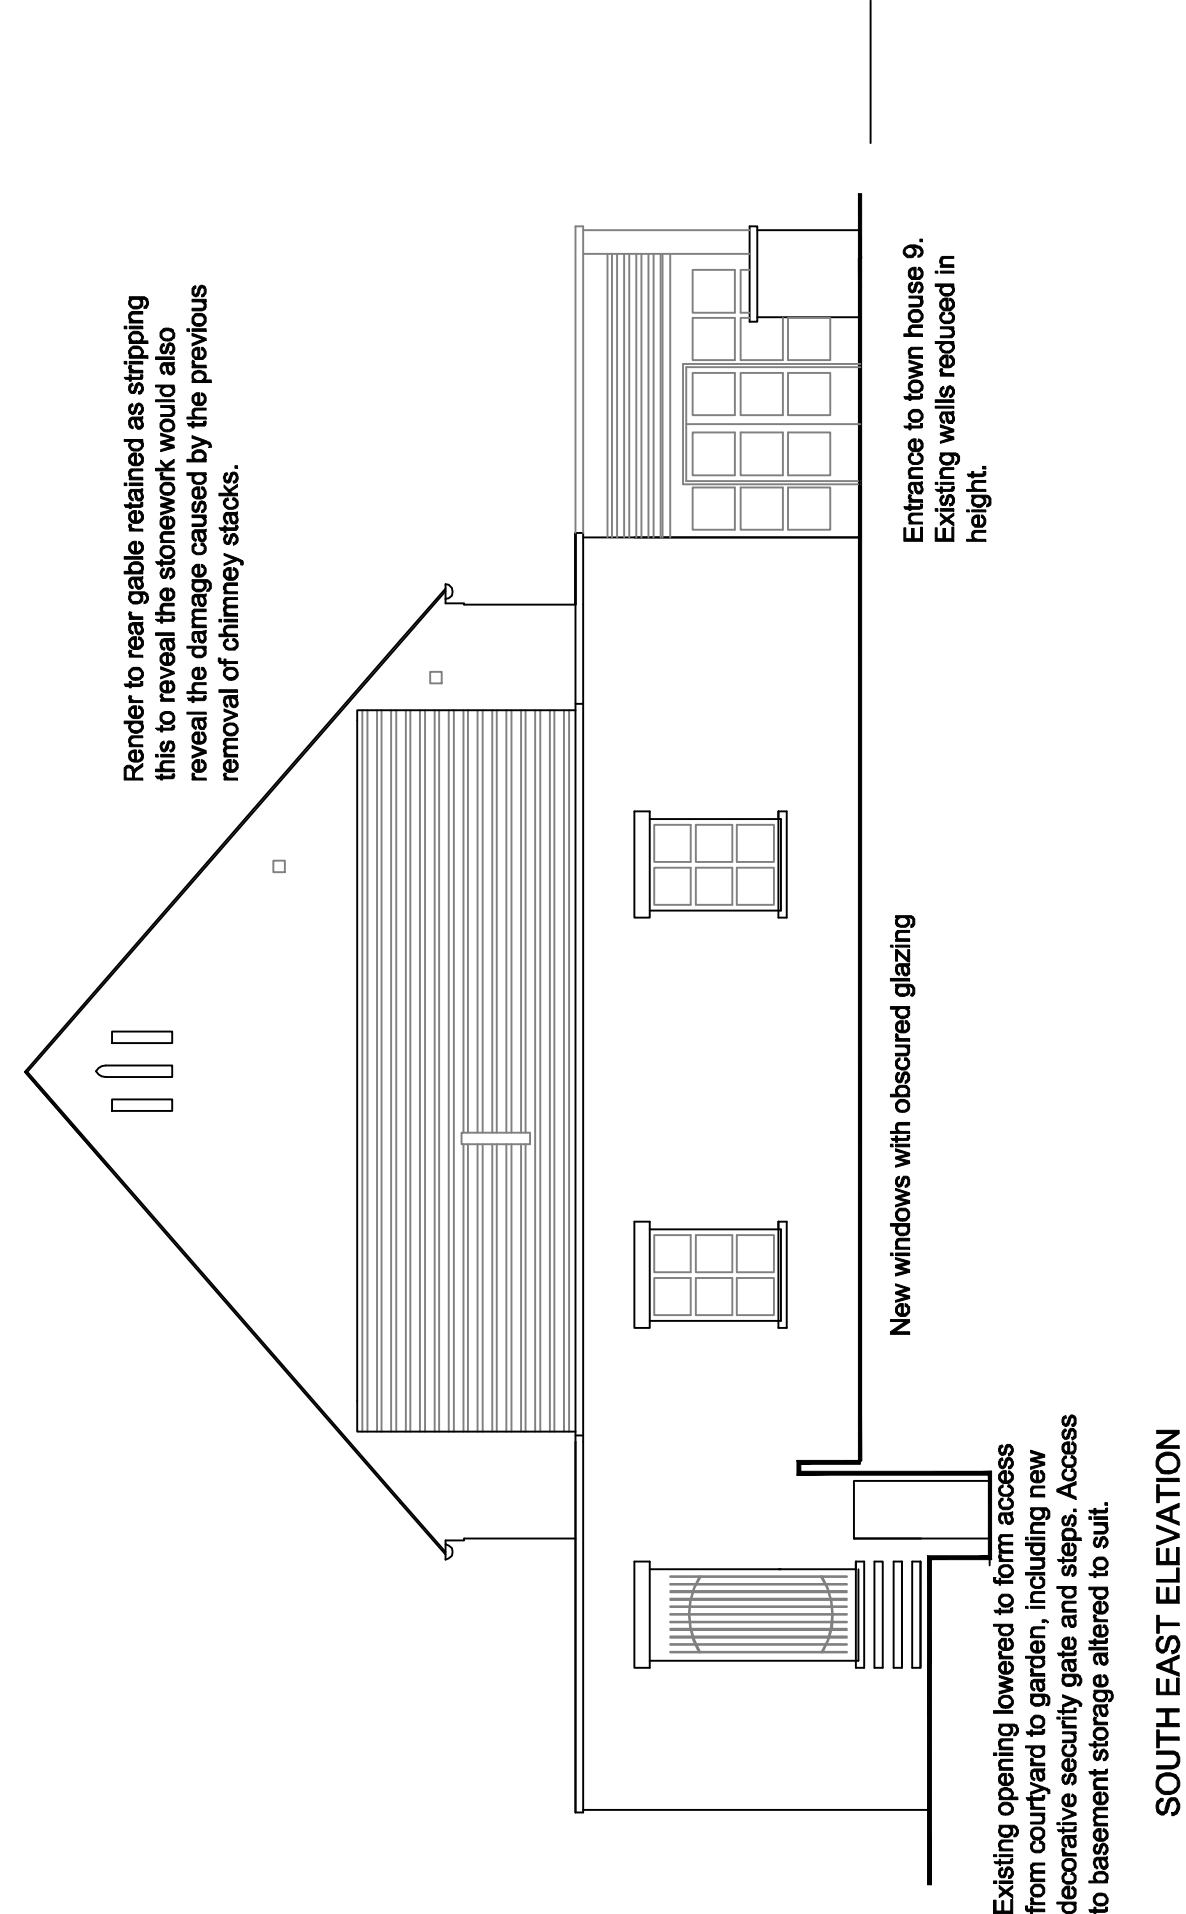 Render to rear gable retained as stripping
this to reveal the stonework would also
reveal the damage caused by the previous
removal of chimney stacks.
Entrance to town house 9.
Existing walls reduced in
height.
New windows with obscured glazing
Existing opening lowered to form access
from courtyard to garden, including new
decorative security gate and steps. Access
to basement storage altered to suit.
SOUTH EAST ELEVATION